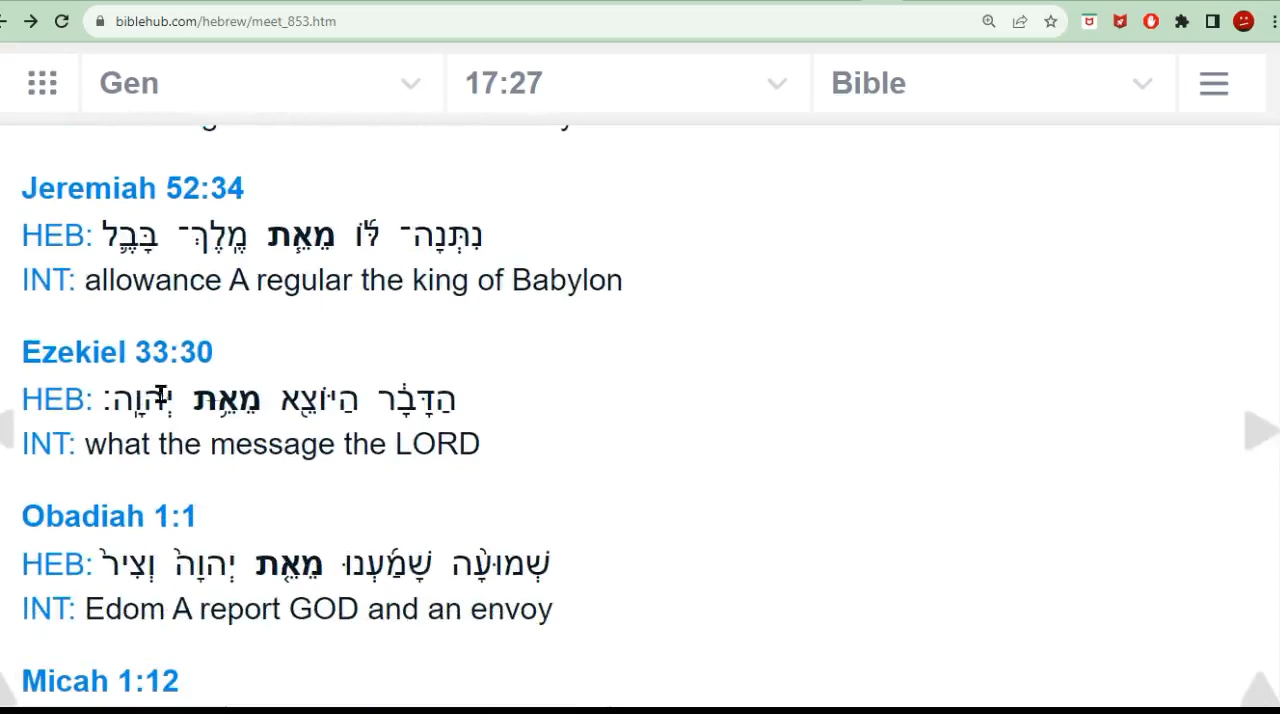 biblehub.com/hebrew/meet_853.htm
Gen 17:27 Bible
Jeremiah 52:34
HEB: נִתְּנָה־ לּ֜וֹ מֵאֵ֧ת מֶֽלֶךְ־ בָּבֶ֛ל
INT: allowance A regular the king of Babylon
Ezekiel 33:30
HEB: הַדָּבָ֔ר הַיּוֹצֵ֖א מֵאֵ֥ת יְהוָֽה׃
INT: what the message the LORD
Obadiah 1:1
HEB: שְׁמוּעָ֨ה שָׁמַ֜עְנוּ מֵאֵ֤ת יְהוָה֙ וְצִיר֙
INT: Edom A report GOD and an envoy
Micah 1:12